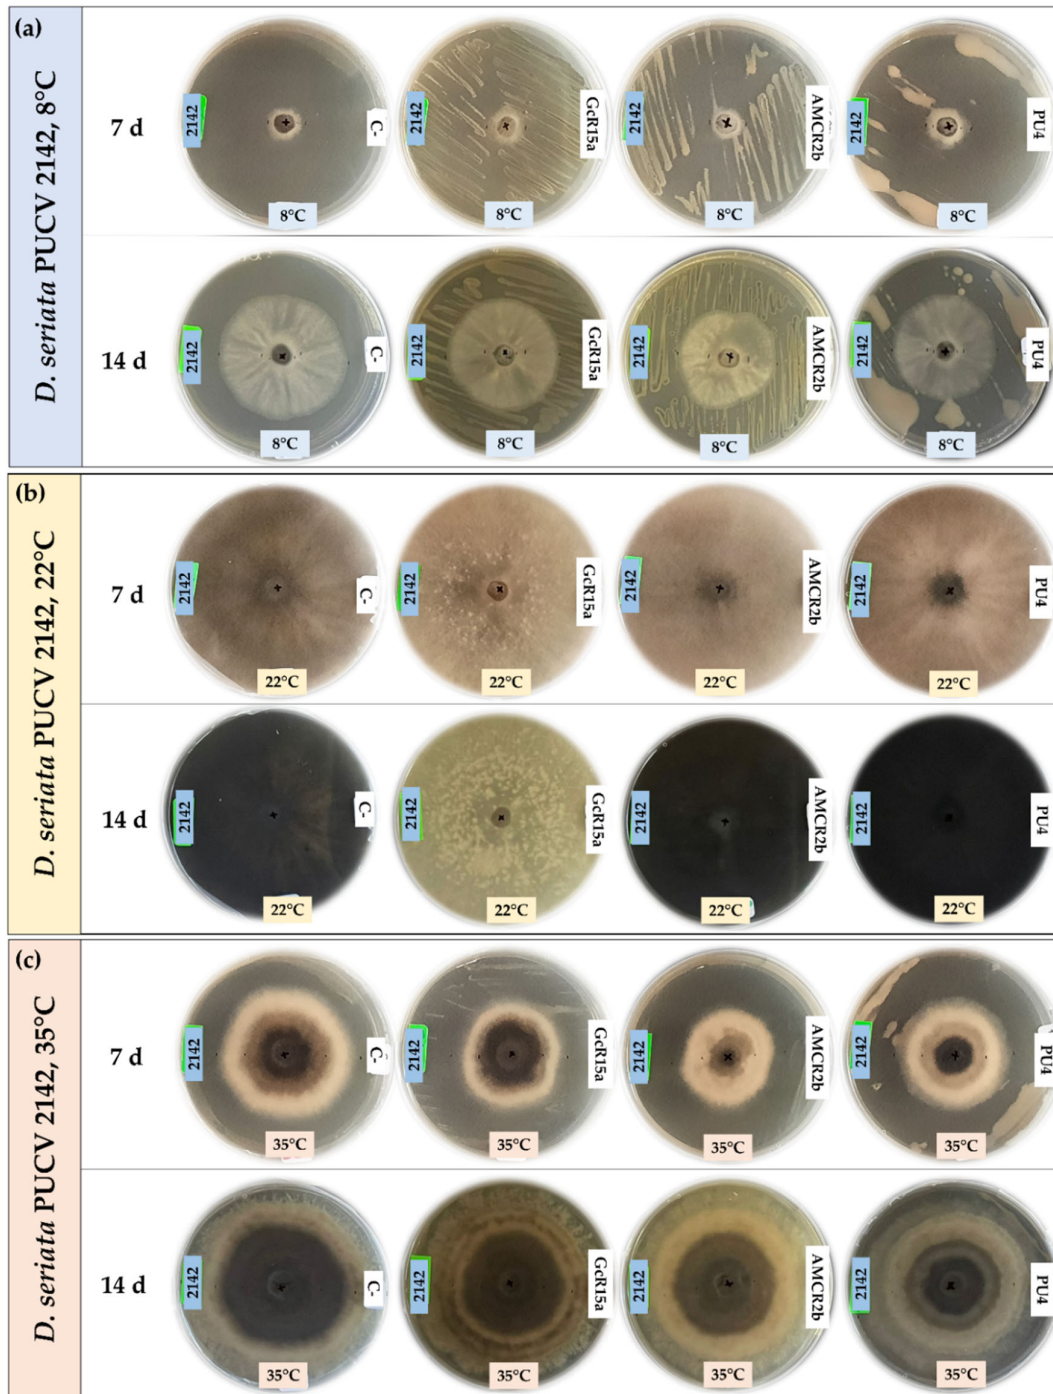 (a)
D. seriata PUCV 2142, 8°C
7 d
2142
C-
8°C
2142
GcR15a
8°C
2142
AMCR2b
8°C
2142
PU4
8°C
14 d
2142
C-
8°C
2142
GcR15a
8°C
2142
AMCR2b
8°C
2142
PU4
8°C
(b)
D. seriata PUCV 2142, 22°C
7 d
2142
C-
22°C
2142
GcR15a
22°C
2142
AMCR2b
22°C
2142
PU4
22°C
14 d
2142
C-
22°C
2142
GcR15a
22°C
2142
AMCR2b
22°C
2142
PU4
22°C
(c)
D. seriata PUCV 2142, 35°C
7 d
2142
C-
35°C
2142
GcR15a
35°C
2142
AMCR2b
35°C
2142
PU4
35°C
14 d
2142
C-
35°C
2142
GcR15a
35°C
2142
AMCR2b
35°C
2142
PU4
35°C